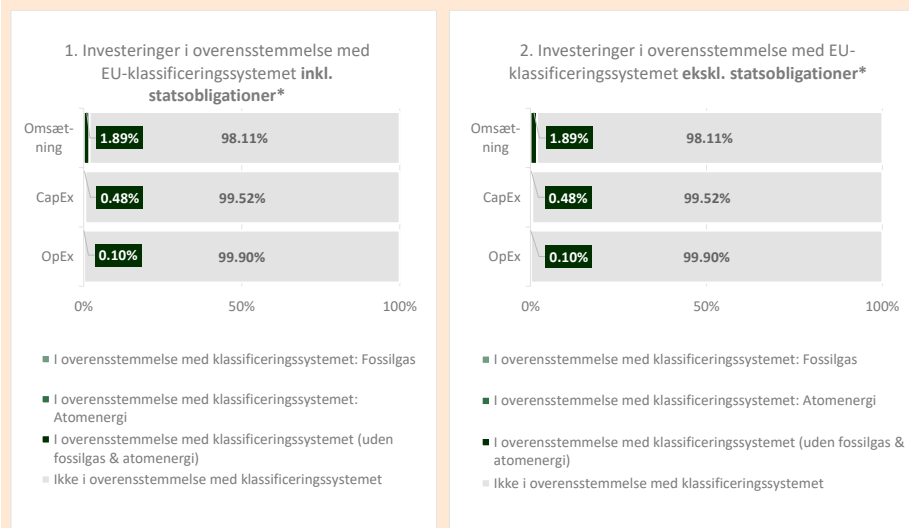 1. Investeringer i overensstemmelse med
EU-klassificeringssystemet inkl.
statsobligationer*
Omsæt-
ning
1.89%
98.11%
CapEx
0.48%
99.52%
OpEx
0.10%
99.90%
0%
50%
100%
I overensstemmelse med klassificeringssystemet: Fossilgas
I overensstemmelse med klassificeringssystemet:
Atomenergi
I overensstemmelse med klassificeringssystemet (uden
fossilgas & atomenergi)
Ikke i overensstemmelse med klassificeringssystemet
2. Investeringer i overensstemmelse med EU-
klassificeringssystemet ekskl. statsobligationer*
Omsæt-
ning
1.89%
98.11%
CapEx
0.48%
99.52%
OpEx
0.10%
99.90%
0%
50%
100%
I overensstemmelse med klassificeringssystemet: Fossilgas
I overensstemmelse med klassificeringssystemet: Atomenergi
I overensstemmelse med klassificeringssystemet (uden fossilgas &
atomenergi)
Ikke i overensstemmelse med klassificeringssystemet